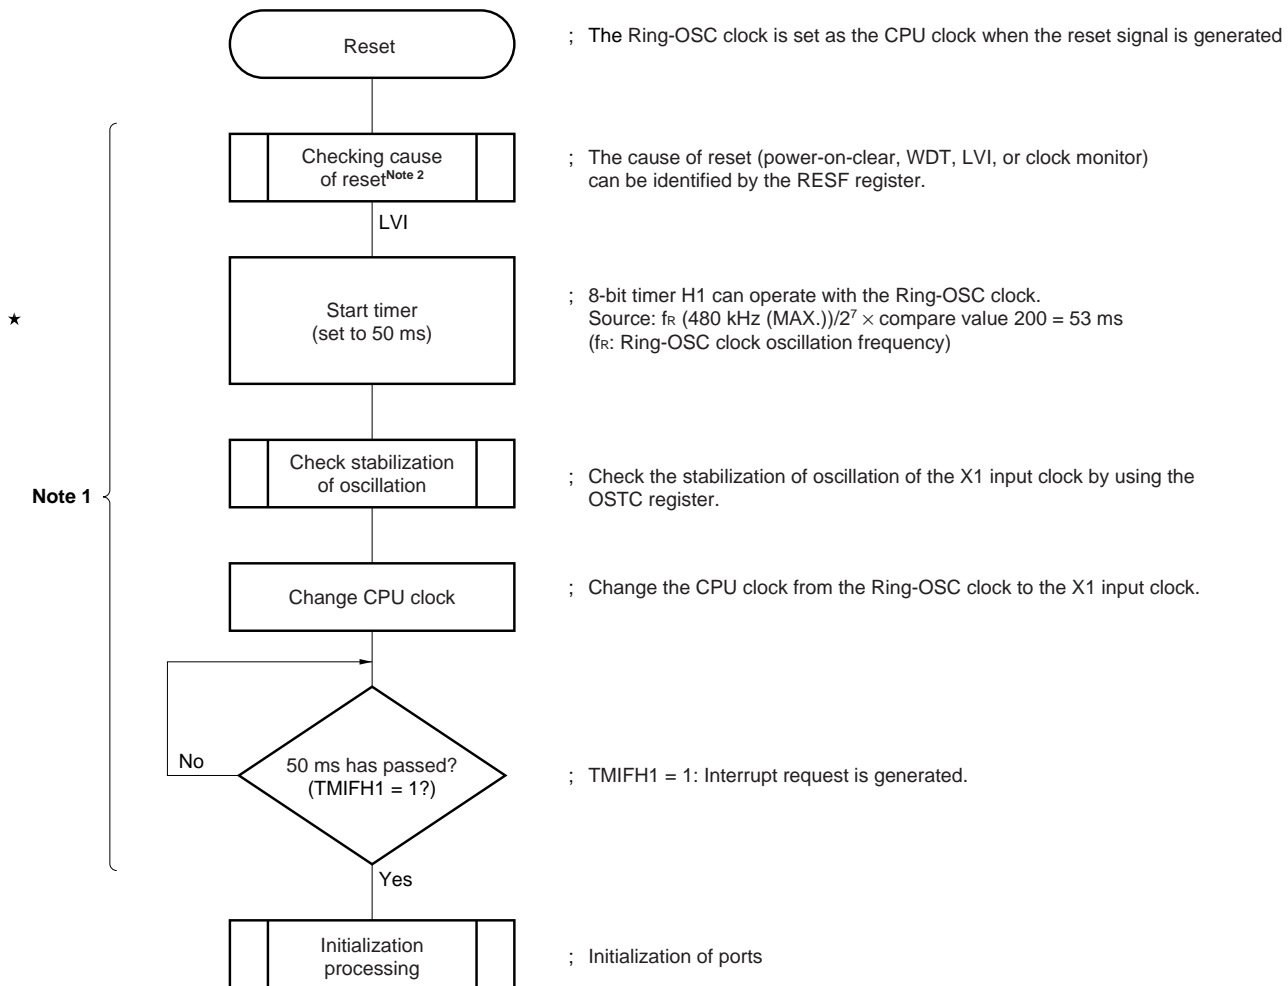 Reset
; The Ring-OSC clock is set as the CPU clock when the reset signal is generated
Checking cause
of reset Note 2
; The cause of reset (power-on-clear, WDT, LVI, or clock monitor)
can be identified by the RESF register.
LVI
★
Start timer
(set to 50 ms)
; 8-bit timer H1 can operate with the Ring-OSC clock.
Source: fR (480 kHz (MAX.))/2⁷ × compare value 200 = 53 ms
(fR: Ring-OSC clock oscillation frequency)
Note 1
Check stabilization
of oscillation
; Check the stabilization of oscillation of the X1 input clock by using the
OSTC register.
Change CPU clock
; Change the CPU clock from the Ring-OSC clock to the X1 input clock.
No
50 ms has passed?
(TMIFH1 = 1?)
; TMIFH1 = 1: Interrupt request is generated.
Yes
Initialization
processing
; Initialization of ports